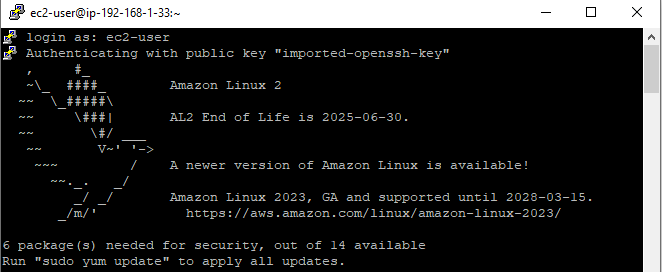 ec2-user@ip-192-168-1-33:~
login as: ec2-user
Authenticating with public key "imported-openssh-key"
   ,     #_
   ~\_  ####_        Amazon Linux 2
  ~~  \_#####\
  ~~     \###|       AL2 End of Life is 2025-06-30.
  ~~       \#/ ___
   ~~       V~' '->
    ~~~         /    A newer version of Amazon Linux is available!
      ~~._.   _/
         _/ _/       Amazon Linux 2023, GA and supported until 2028-03-15.
       _/m/'           https://aws.amazon.com/linux/amazon-linux-2023/
6 package(s) needed for security, out of 14 available
Run "sudo yum update" to apply all updates.